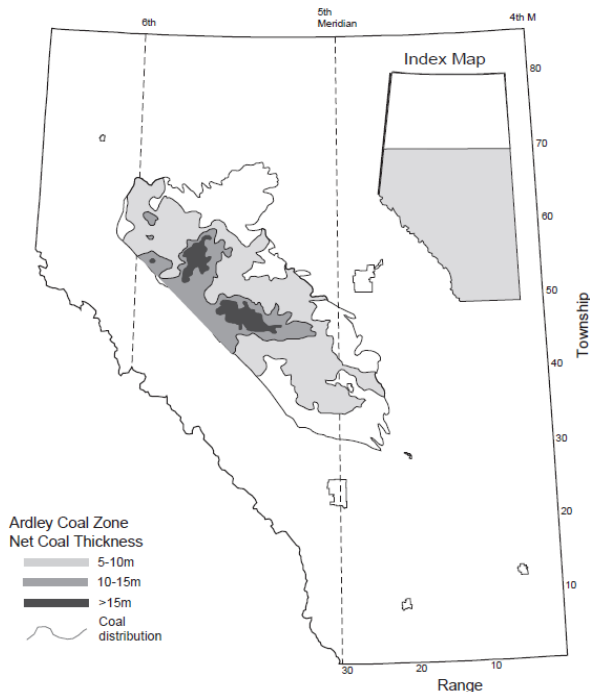 6th
5th
Meridian
4th M
Index Map
80
70
60
50
40
30
20
10
Township
Ardley Coal Zone
Net Coal Thickness
5-10m
10-15m
>15m
Coal
distribution
30
20
10
Range